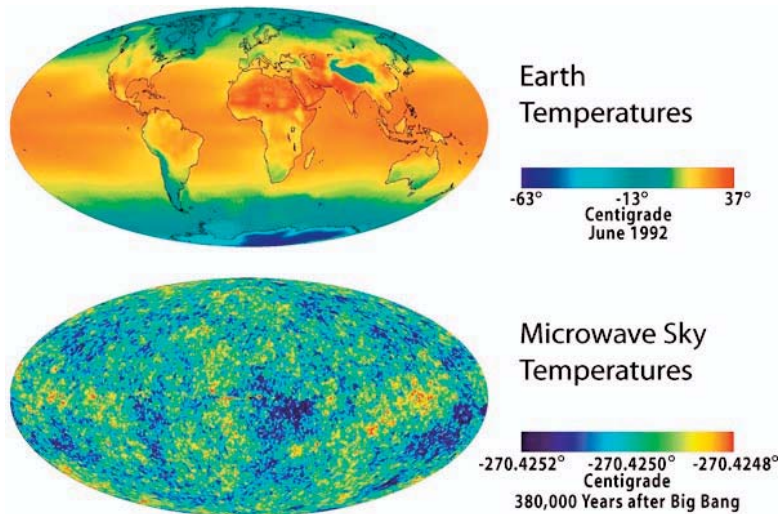 Earth
Temperatures
-63° -13° 37°
Centigrade
June 1992
Microwave Sky
Temperatures
-270.4252° -270.4250° -270.4248°
Centigrade
380,000 Years after Big Bang